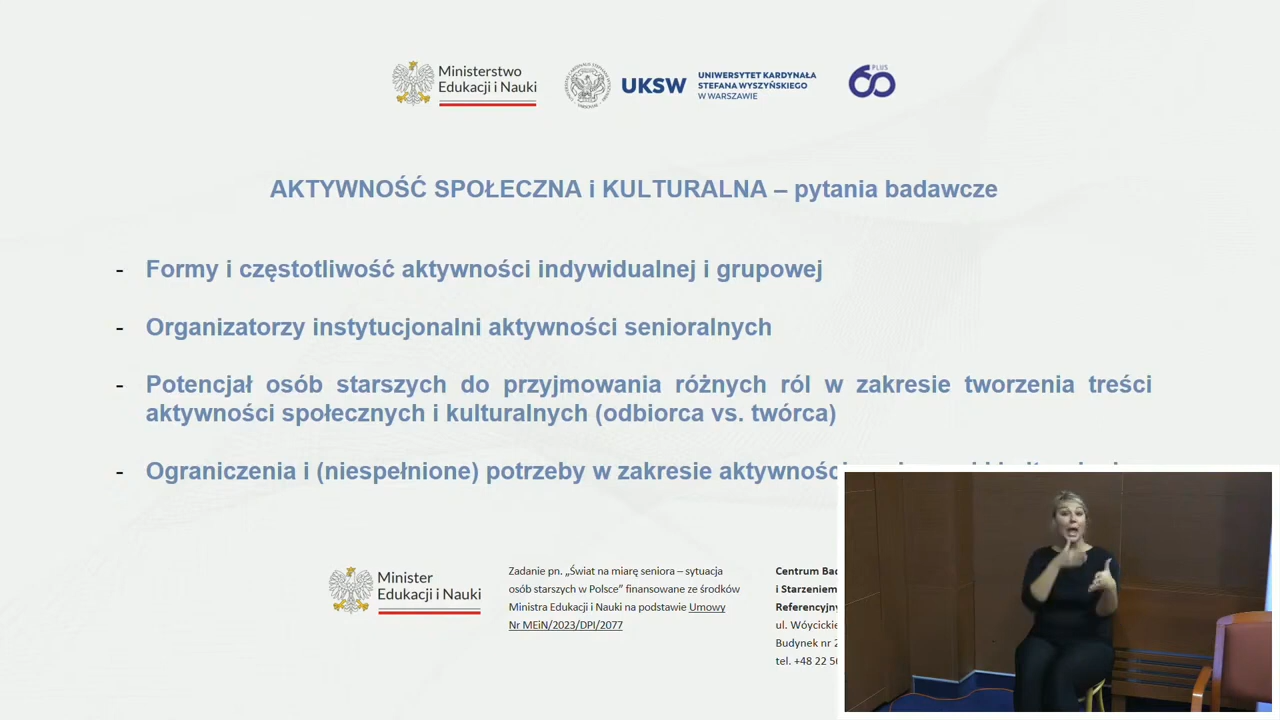 Ministerstwo
Edukacji i Nauki
UKSW
UNIWERSYTET KARDYNAŁA
STEFANA WYSZYŃSKIEGO
W WARSZAWIE
60 PLUS
AKTYWNOŚĆ SPOŁECZNA i KULTURALNA – pytania badawcze
- Formy i częstotliwość aktywności indywidualnej i grupowej
- Organizatorzy instytucjonalni aktywności senioralnych
- Potencjał osób starszych do przyjmowania różnych ról w zakresie tworzenia treści
aktywności społecznych i kulturalnych (odbiorca vs. twórca)
- Ograniczenia i (niespełnione) potrzeby w zakresie aktywności
Minister
Edukacji i Nauki
Zadanie pn. „Świat na miarę seniora – sytuacja
osób starszych w Polsce” finansowane ze środków
Ministra Edukacji i Nauki na podstawie Umowy
Nr MEiN/2023/DPI/2077
Centrum Bad
i Starzeniem
Referencyjny
ul. Wóycickie
Budynek nr 2
tel. +48 22 56